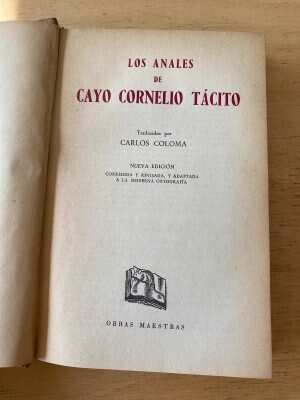 LOS ANALES
DE
CAYO CORNELIO TÁCITO
Traducidos por
CARLOS COLOMA
NUEVA EDICIÓN
CORREGIDA Y REVISADA, Y ADAPTADA
A LA MODERNA ORTOGRAFÍA
OBRAS MAESTRAS